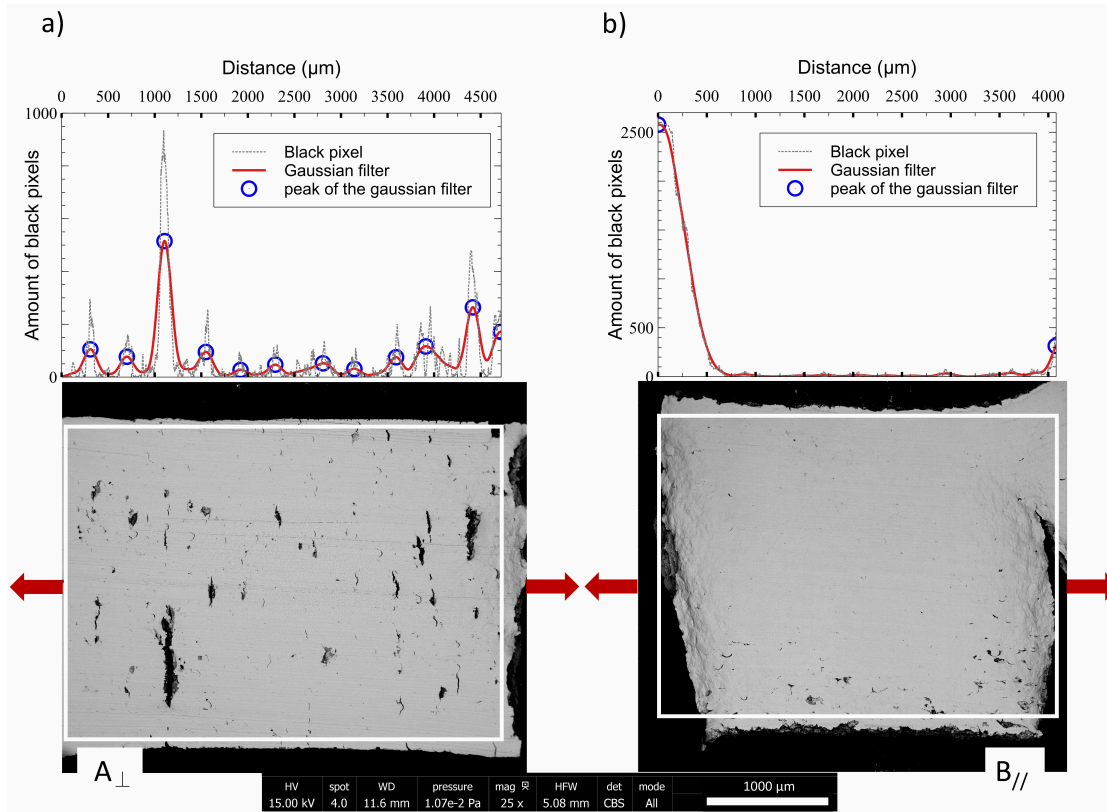 a)
b)
Distance (μm)
0 500 1000 1500 2000 2500 3000 3500 4000 4500
1000
0
Amount of black pixels
Black pixel
Gaussian filter
peak of the gaussian filter
Distance (μm)
0 500 1000 1500 2000 2500 3000 3500 4000
2500
500
0
Amount of black pixels
Black pixel
Gaussian filter
peak of the gaussian filter
A⊥
B//
HV spot WD pressure mag HFW det mode
15.00 kV 4.0 11.6 mm 1.07e-2 Pa 25 x 5.08 mm CBS All
1000 μm